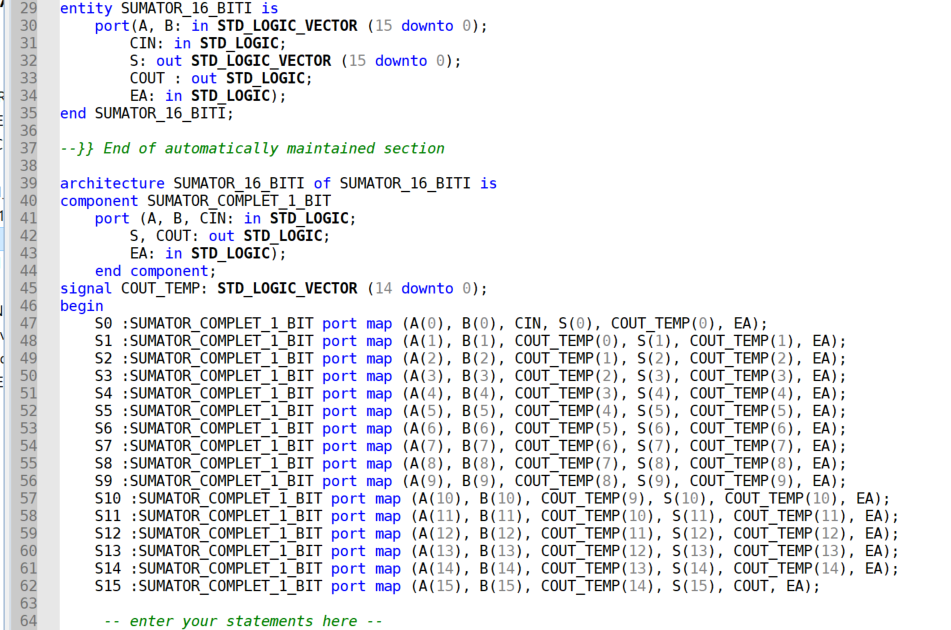 29 entity SUMATOR_16_BITI is
30 port(A, B: in STD_LOGIC_VECTOR (15 downto 0);
31 CIN: in STD_LOGIC;
32 S: out STD_LOGIC_VECTOR (15 downto 0);
33 COUT : out STD_LOGIC;
34 EA: in STD_LOGIC);
35 end SUMATOR_16_BITI;
36
37 --}} End of automatically maintained section
38
39 architecture SUMATOR_16_BITI of SUMATOR_16_BITI is
40 component SUMATOR_COMPLET_1_BIT
41 port (A, B, CIN: in STD_LOGIC;
42 S, COUT: out STD_LOGIC;
43 EA: in STD_LOGIC);
44 end component;
45 signal COUT_TEMP: STD_LOGIC_VECTOR (14 downto 0);
46 begin
47 S0 :SUMATOR_COMPLET_1_BIT port map (A(0), B(0), CIN, S(0), COUT_TEMP(0), EA);
48 S1 :SUMATOR_COMPLET_1_BIT port map (A(1), B(1), COUT_TEMP(0), S(1), COUT_TEMP(1), EA);
49 S2 :SUMATOR_COMPLET_1_BIT port map (A(2), B(2), COUT_TEMP(1), S(2), COUT_TEMP(2), EA);
50 S3 :SUMATOR_COMPLET_1_BIT port map (A(3), B(3), COUT_TEMP(2), S(3), COUT_TEMP(3), EA);
51 S4 :SUMATOR_COMPLET_1_BIT port map (A(4), B(4), COUT_TEMP(3), S(4), COUT_TEMP(4), EA);
52 S5 :SUMATOR_COMPLET_1_BIT port map (A(5), B(5), COUT_TEMP(4), S(5), COUT_TEMP(5), EA);
53 S6 :SUMATOR_COMPLET_1_BIT port map (A(6), B(6), COUT_TEMP(5), S(6), COUT_TEMP(6), EA);
54 S7 :SUMATOR_COMPLET_1_BIT port map (A(7), B(7), COUT_TEMP(6), S(7), COUT_TEMP(7), EA);
55 S8 :SUMATOR_COMPLET_1_BIT port map (A(8), B(8), COUT_TEMP(7), S(8), COUT_TEMP(8), EA);
56 S9 :SUMATOR_COMPLET_1_BIT port map (A(9), B(9), COUT_TEMP(8), S(9), COUT_TEMP(9), EA);
57 S10 :SUMATOR_COMPLET_1_BIT port map (A(10), B(10), COUT_TEMP(9), S(10), COUT_TEMP(10), EA);
58 S11 :SUMATOR_COMPLET_1_BIT port map (A(11), B(11), COUT_TEMP(10), S(11), COUT_TEMP(11), EA);
59 S12 :SUMATOR_COMPLET_1_BIT port map (A(12), B(12), COUT_TEMP(11), S(12), COUT_TEMP(12), EA);
60 S13 :SUMATOR_COMPLET_1_BIT port map (A(13), B(13), COUT_TEMP(12), S(13), COUT_TEMP(13), EA);
61 S14 :SUMATOR_COMPLET_1_BIT port map (A(14), B(14), COUT_TEMP(13), S(14), COUT_TEMP(14), EA);
62 S15 :SUMATOR_COMPLET_1_BIT port map (A(15), B(15), COUT_TEMP(14), S(15), COUT, EA);
63
64 -- enter your statements here --